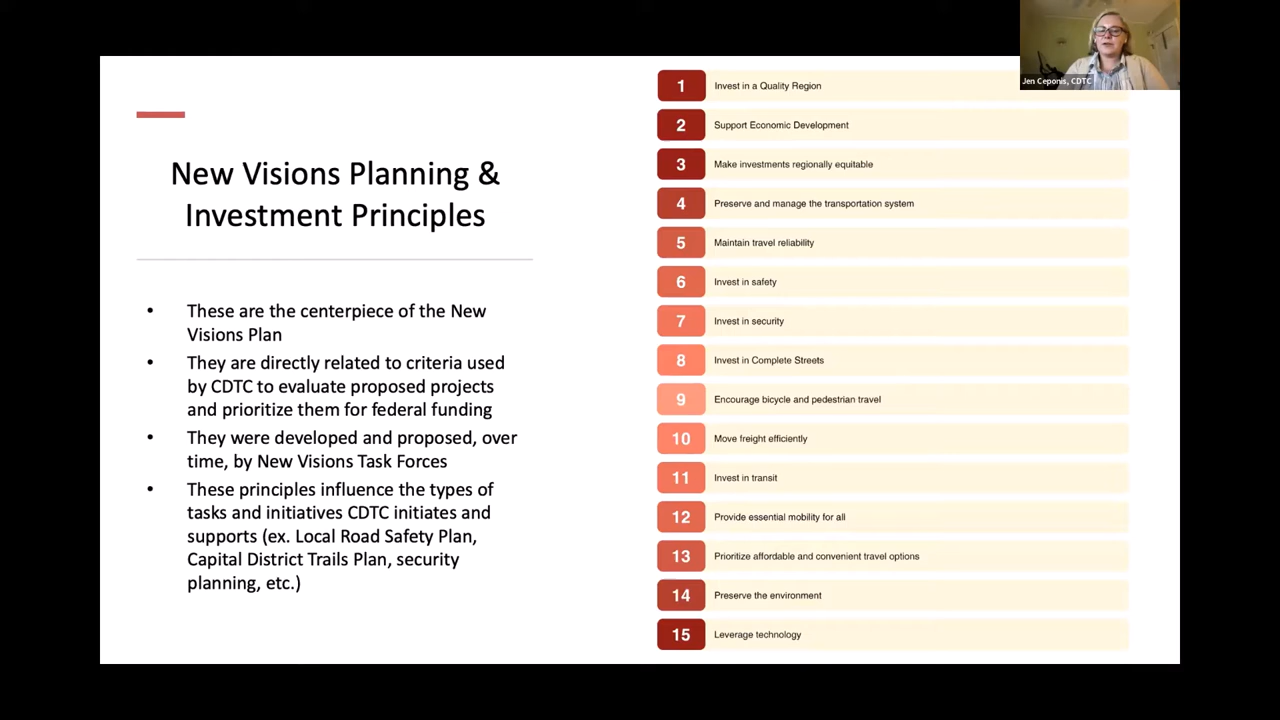 New Visions Planning &
Investment Principles
• These are the centerpiece of the New
Visions Plan
• They are directly related to criteria used
by CDTC to evaluate proposed projects
and prioritize them for federal funding
• They were developed and proposed, over
time, by New Visions Task Forces
• These principles influence the types of
tasks and initiatives CDTC initiates and
supports (ex. Local Road Safety Plan,
Capital District Trails Plan, security
planning, etc.)
1 Invest in a Quality Region
2 Support Economic Development
3 Make investments regionally equitable
4 Preserve and manage the transportation system
5 Maintain travel reliability
6 Invest in safety
7 Invest in security
8 Invest in Complete Streets
9 Encourage bicycle and pedestrian travel
10 Move freight efficiently
11 Invest in transit
12 Provide essential mobility for all
13 Prioritize affordable and convenient travel options
14 Preserve the environment
15 Leverage technology
Jen Ceponis, CDTC